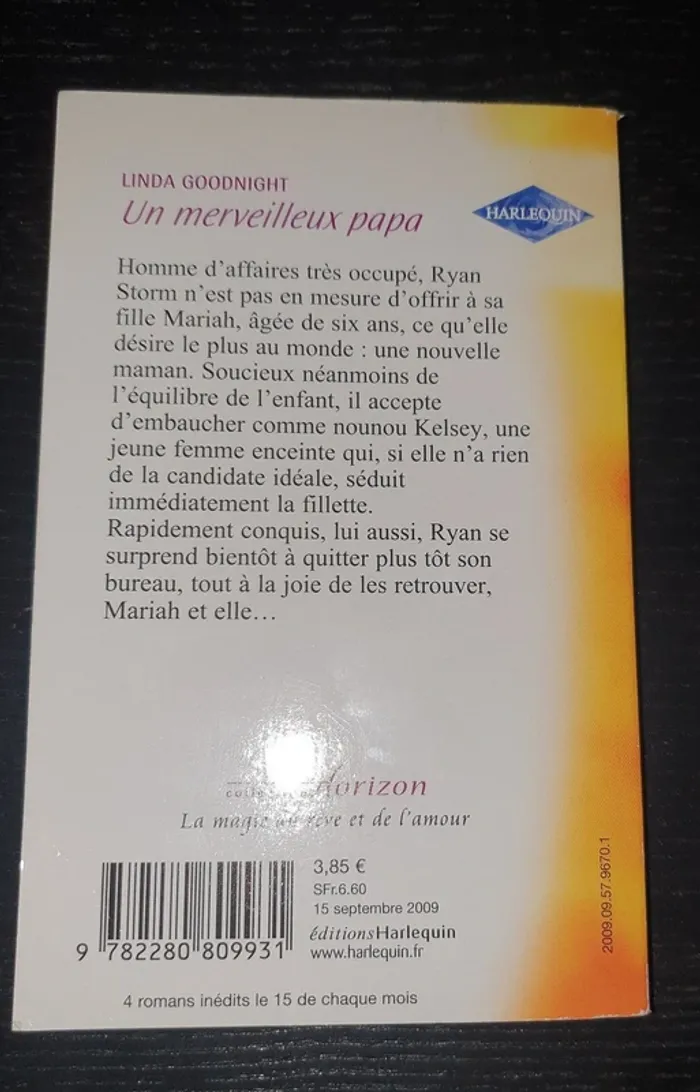 LINDA GOODNIGHT
Un merveilleux papa
HARLEQUIN
Homme d'affaires très occupé, Ryan
Storm n'est pas en mesure d'offrir à sa
fille Mariah, âgée de six ans, ce qu'elle
désire le plus au monde : une nouvelle
maman. Soucieux néanmoins de
l'équilibre de l'enfant, il accepte
d'embaucher comme nounou Kelsey, une
jeune femme enceinte qui, si elle n'a rien
de la candidate idéale, séduit
immédiatement la fillette.
Rapidement conquis, lui aussi, Ryan se
surprend bientôt à quitter plus tôt son
bureau, tout à la joie de les retrouver,
Mariah et elle…
Horizon
La magie du rêve et de l'amour
3,85 €
SFr.6.60
15 septembre 2009
éditionsHarlequin
www.harlequin.fr
9 782280 809931
4 romans inédits le 15 de chaque mois
2009.09.57.9670.1